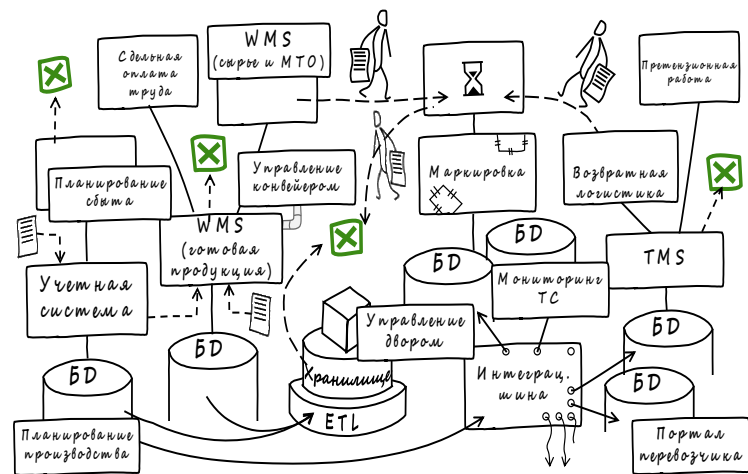 WMS
(сырье и МТО)
Сдельная
оплата
труда
Претензионная
работа
Планирование
сбыта
Управление
конвейером
Маркировка
Возвратная
логистика
WMS
(готовая
продукция)
Учетная
система
БД
БД
Мониторинг
ТС
TMS
Управление
двором
БД
БД
БД
Хранилище
ETL
Интеграц.
шина
БД
Планирование
производства
Портал
перевозчика